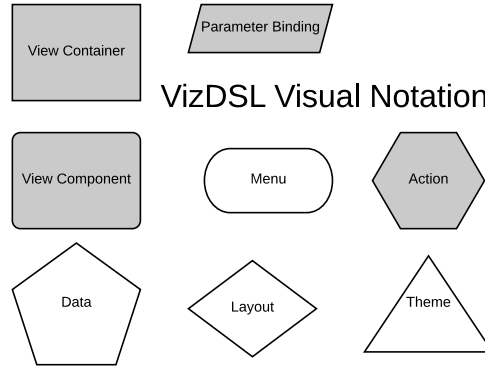 View Container
Parameter Binding
VizDSL Visual Notation
View Component
Menu
Action
Data
Layout
Theme